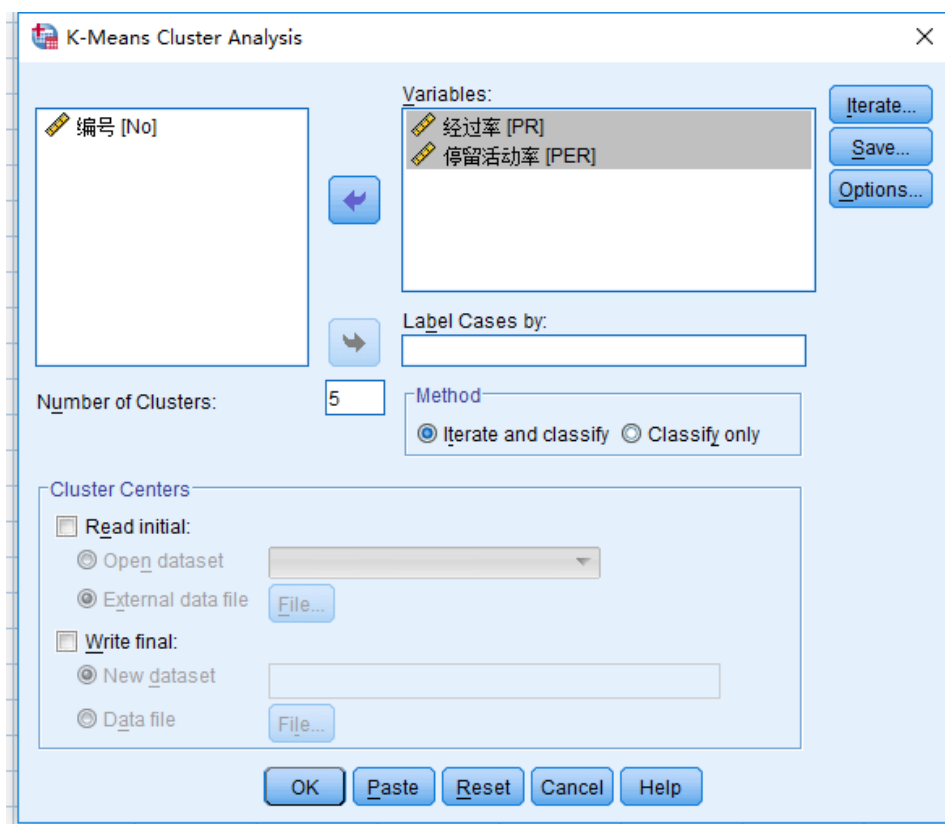 K-Means Cluster Analysis
编号 [No]
Variables:
经过率 [PR]
停留活动率 [PER]
Iterate...
Save...
Options...
Label Cases by:
Number of Clusters:
5
Method
Iterate and classify
Classify only
Cluster Centers
Read initial:
Open dataset
External data file
File...
Write final:
New dataset
Data file
File...
OK
Paste
Reset
Cancel
Help